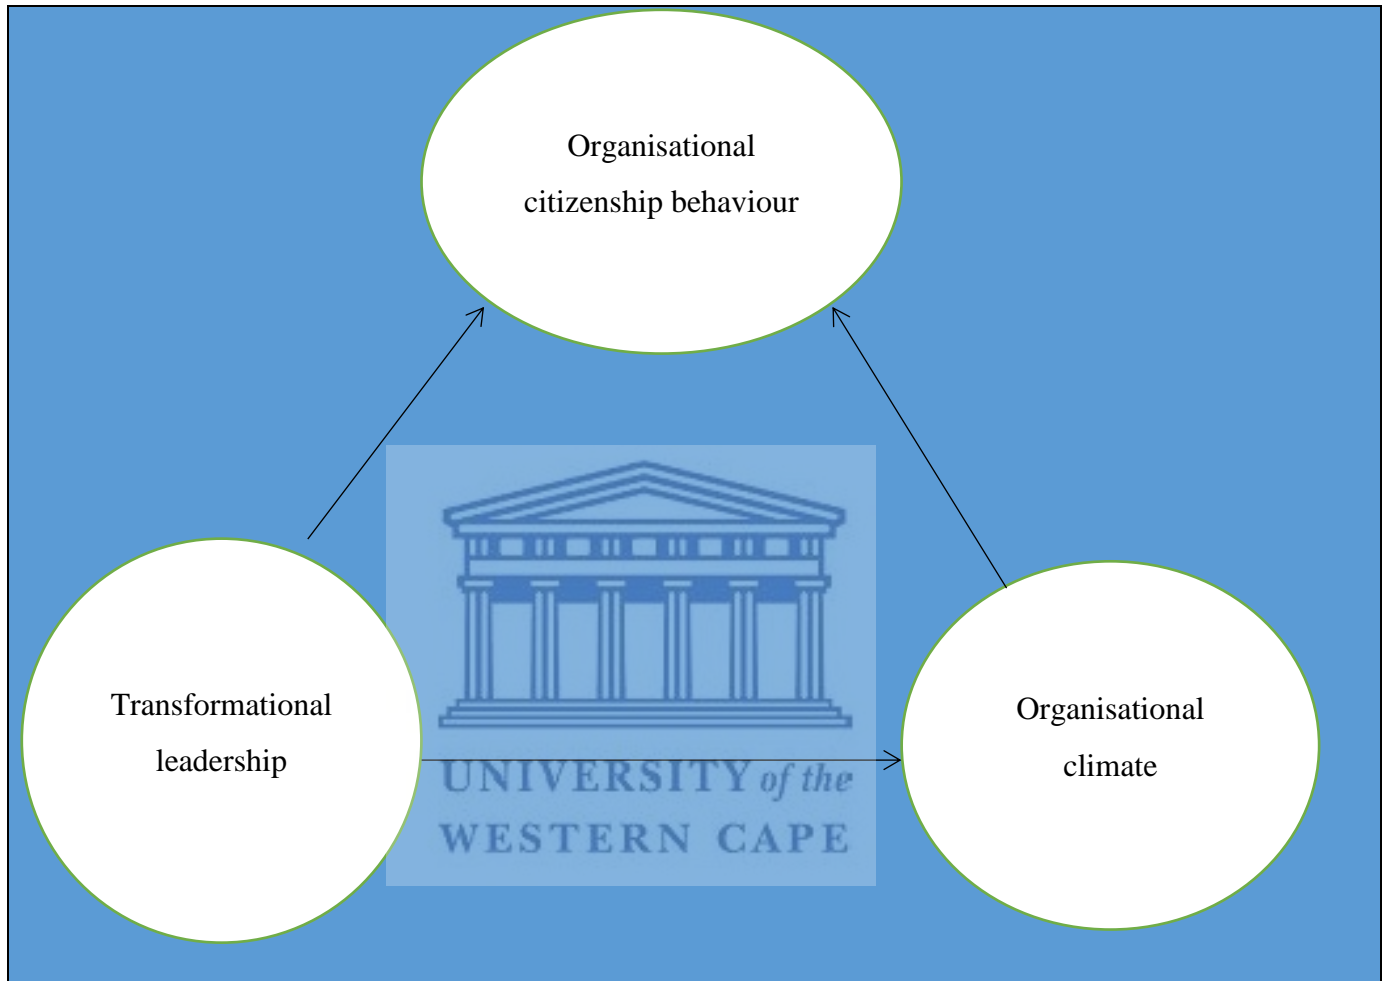 Organisational
citizenship behaviour
Transformational
leadership
Organisational
climate
UNIVERSITY of the
WESTERN CAPE